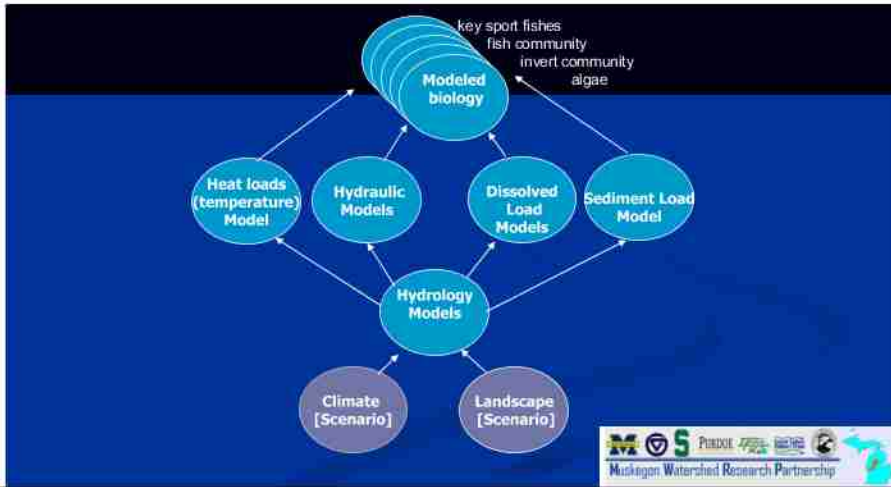 key sport fishes
fish community
invert community
algae
Modeled
biology
Heat loads
(temperature)
Model
Hydraulic
Models
Dissolved
Load
Models
Sediment Load
Model
Hydrology
Models
Climate
[Scenario]
Landscape
[Scenario]
M S PURDUE
Muskegon Watershed Research Partnership